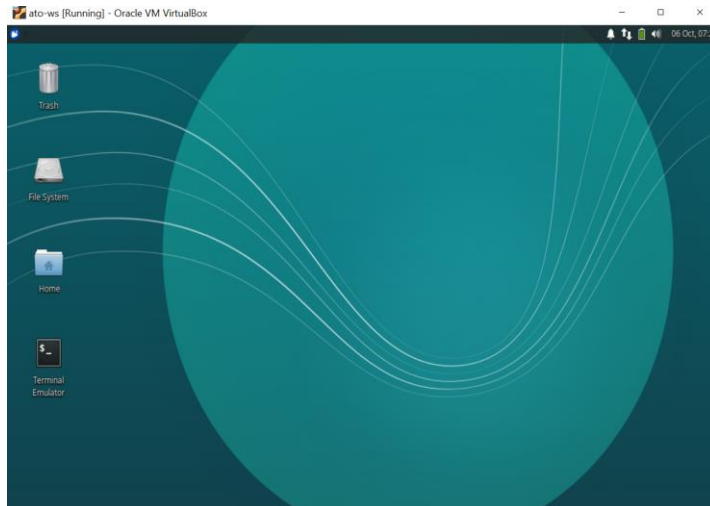 ato-ws [Running] - Oracle VM VirtualBox
06 Oct, 07:
Trash
File System
Home
$_
Terminal
Emulator